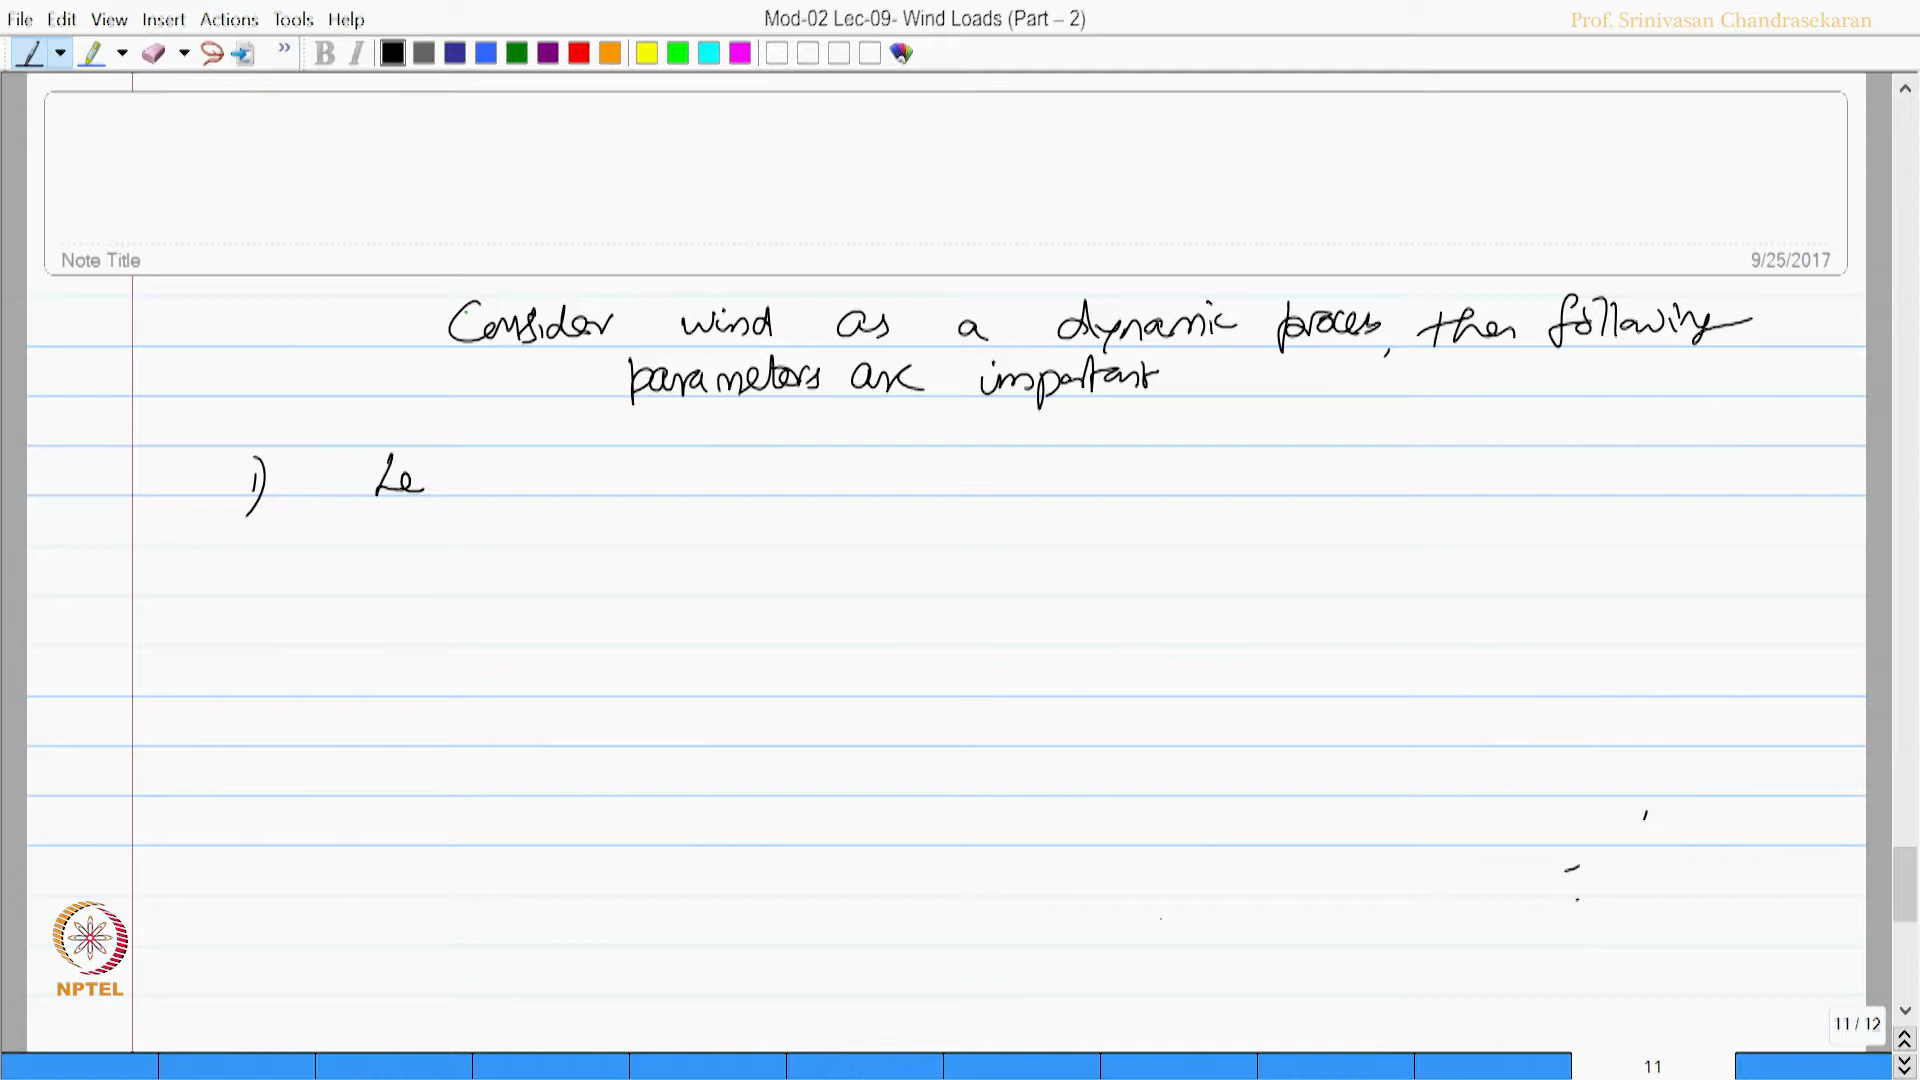 File Edit View Insert Actions Tools Help
Mod-02 Lec-09- Wind Loads (Part – 2)
Prof. Srinivasan Chandrasekaran
» B I
Note Title
9/25/2017
Consider wind as a dynamic process, then following
parameters are important
1) Le
NPTEL
11 / 12
11